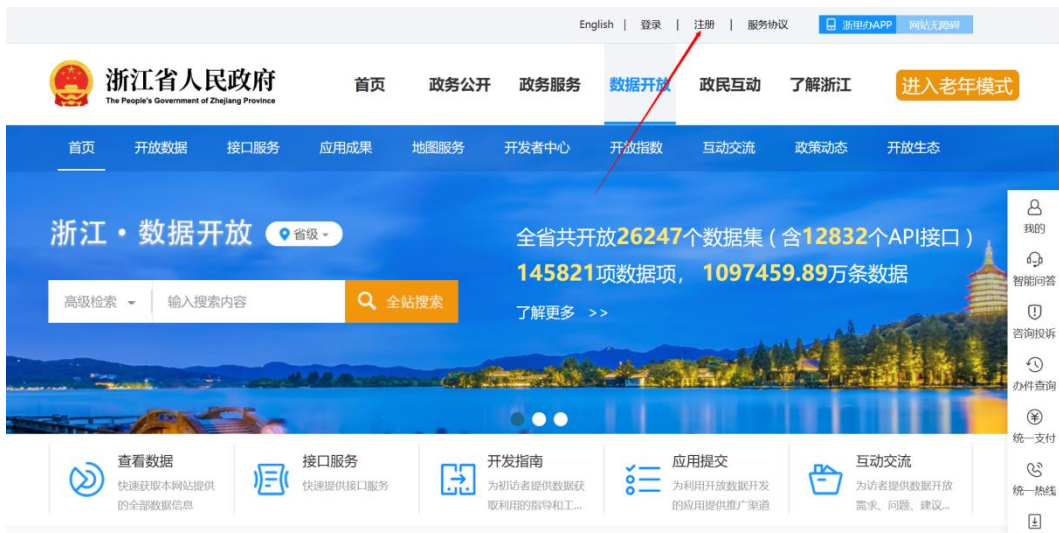 English | 登录 | 注册 | 服务协议 浙里办APP 网站无障碍
浙江省人民政府
The People's Government of Zhejiang Province
首页 政务公开 政务服务 数据开放 政民互动 了解浙江 进入老年模式
首页 开放数据 接口服务 应用成果 地图服务 开发者中心 开放指数 互动交流 政策动态 开放生态
浙江·数据开放 省级
全省共开放26247个数据集(含12832个API接口)
145821项数据项, 1097459.89万条数据
高级检索 输入搜索内容 全站搜索
了解更多 >>
我的
智能问答
咨询投诉
办件查询
统一支付
统一热线
查看数据
快速获取本网站提供
的全部数据信息
接口服务
快速提供接口服务
开发指南
为初访者提供数据获
取利用的指导和工...
应用提交
为利用开放数据开发
的应用提供推广渠道
互动交流
为访者提供数据开放
需求、问题、建议...